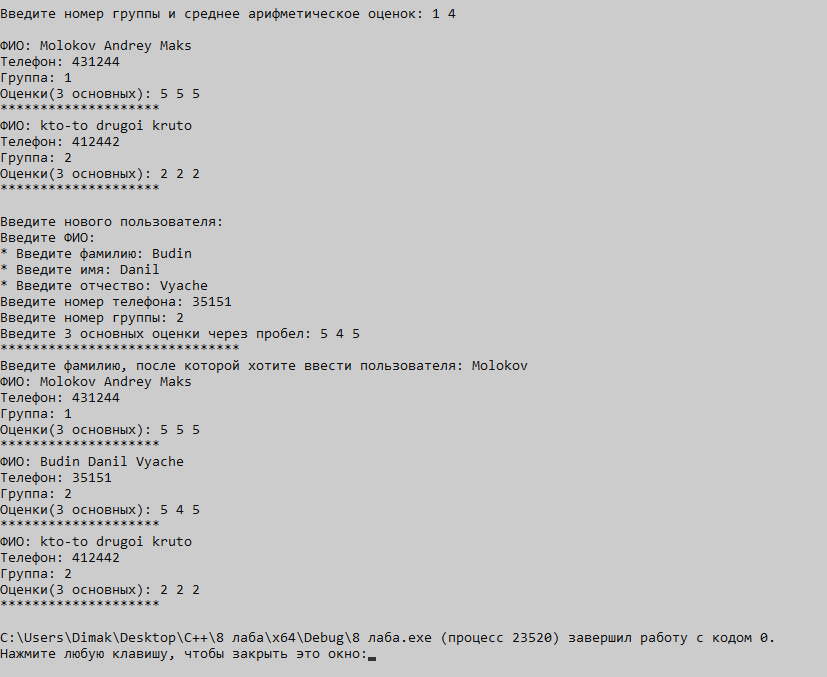 Введите номер группы и среднее арифметическое оценок: 1 4
ФИО: Molokov Andrey Maks
Телефон: 431244
Группа: 1
Оценки(3 основных): 5 5 5
********************
ФИО: kto-to drugoi kruto
Телефон: 412442
Группа: 2
Оценки(3 основных): 2 2 2
********************
Введите нового пользователя:
Введите ФИО:
* Введите фамилию: Budin
* Введите имя: Danil
* Введите отчество: Vyache
Введите номер телефона: 35151
Введите номер группы: 2
Введите 3 основных оценки через пробел: 5 4 5
******************************
Введите фамилию, после которой хотите ввести пользователя: Molokov
ФИО: Molokov Andrey Maks
Телефон: 431244
Группа: 1
Оценки(3 основных): 5 5 5
********************
ФИО: Budin Danil Vyache
Телефон: 35151
Группа: 2
Оценки(3 основных): 5 4 5
********************
ФИО: kto-to drugoi kruto
Телефон: 412442
Группа: 2
Оценки(3 основных): 2 2 2
********************
C:\Users\Dimak\Desktop\C++\8 лаба\x64\Debug\8 лаба.exe (процесс 23520) завершил работу с кодом 0.
Нажмите любую клавишу, чтобы закрыть это окно: